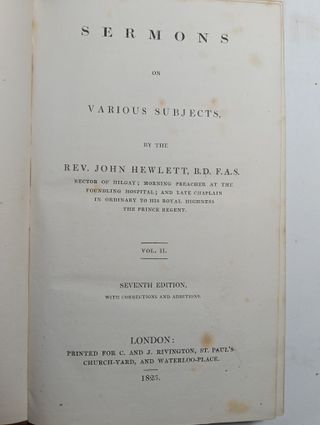 SERMONS
ON
VARIOUS SUBJECTS,
BY THE
REV. JOHN HEWLETT, B.D. F.A.S.
RECTOR OF HILGAY; MORNING PREACHER AT THE
FOUNDLING HOSPITAL; AND LATE CHAPLAIN
IN ORDINARY TO HIS ROYAL HIGHNESS
THE PRINCE REGENT.
VOL. II.
SEVENTH EDITION,
WITH CORRECTIONS AND ADDITIONS.
LONDON:
PRINTED FOR C. AND J. RIVINGTON, ST. PAUL'S
CHURCH-YARD, AND WATERLOO-PLACE.
1825.